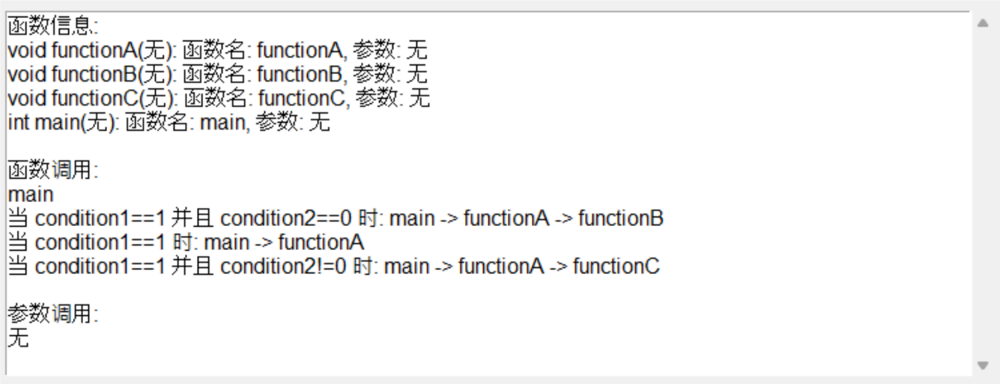 函数信息:
void functionA(无): 函数名: functionA, 参数: 无
void functionB(无): 函数名: functionB, 参数: 无
void functionC(无): 函数名: functionC, 参数: 无
int main(无): 函数名: main, 参数: 无
函数调用:
main
当 condition1==1 并且 condition2==0 时: main -> functionA -> functionB
当 condition1==1 时: main -> functionA
当 condition1==1 并且 condition2!=0 时: main -> functionA -> functionC
参数调用:
无